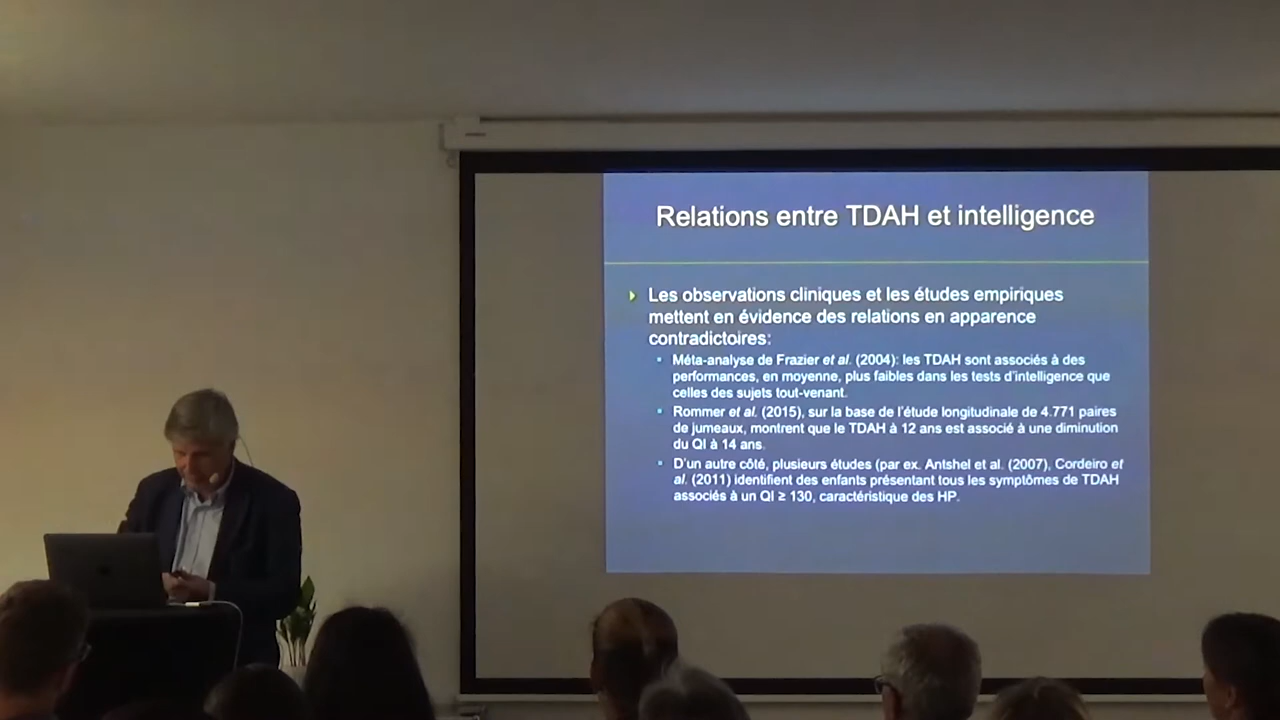 Relations entre TDAH et intelligence
Les observations cliniques et les études empiriques
mettent en évidence des relations en apparence
contradictoires:
Méta-analyse de Frazier et al. (2004): les TDAH sont associés à des
performances, en moyenne, plus faibles dans les tests d'intelligence que
celles des sujets tout-venant.
Rommer et al. (2015), sur la base de l'étude longitudinale de 4.771 paires
de jumeaux, montrent que le TDAH à 12 ans est associé à une diminution
du QI à 14 ans.
D'un autre côté, plusieurs études (par ex. Antshel et al. (2007), Cordeiro et
al. (2011) identifient des enfants présentant tous les symptômes de TDAH
associés à un QI ≥ 130, caractéristique des HP.